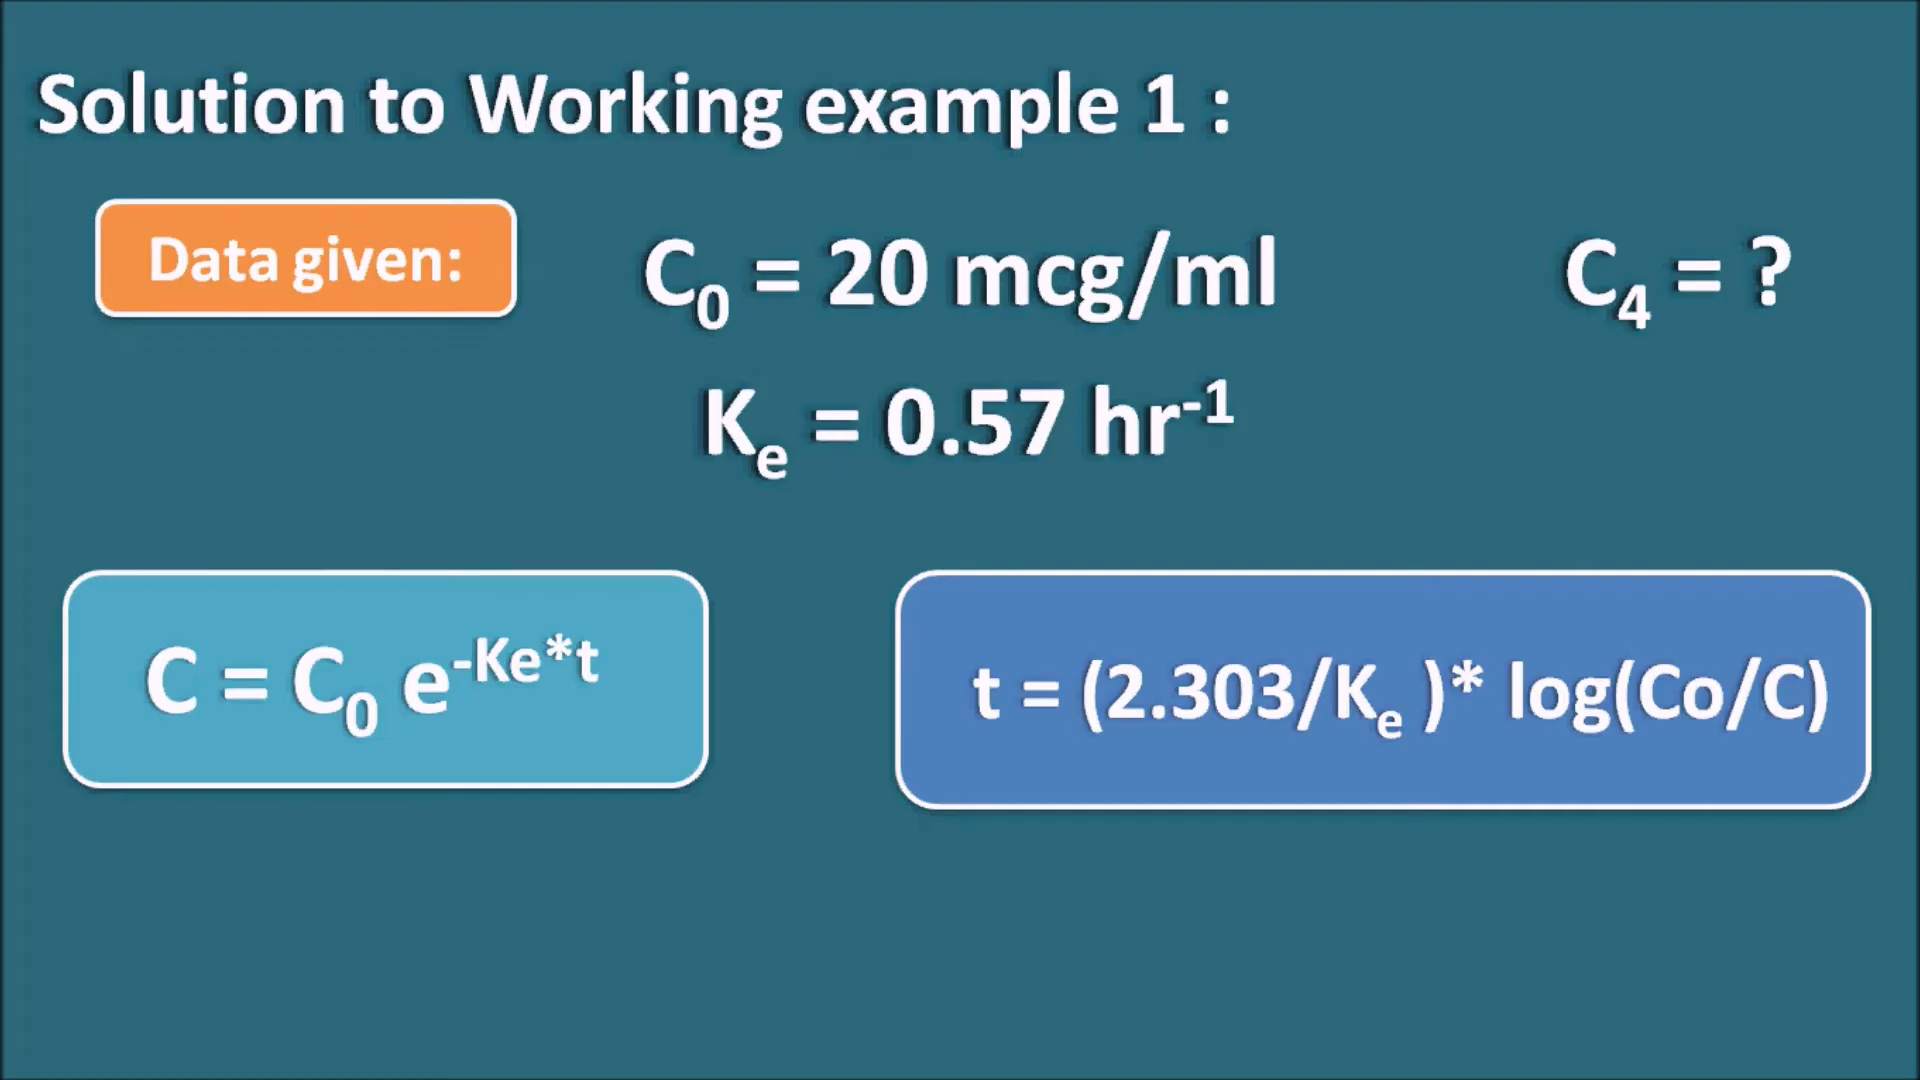 Solution to Working example 1 :
Data given:
C₀ = 20 mcg/ml
C₄ = ?
Kₑ = 0.57 hr⁻¹
C = C₀ e^-Ke*t
t = (2.303/Kₑ )* log(Co/C)